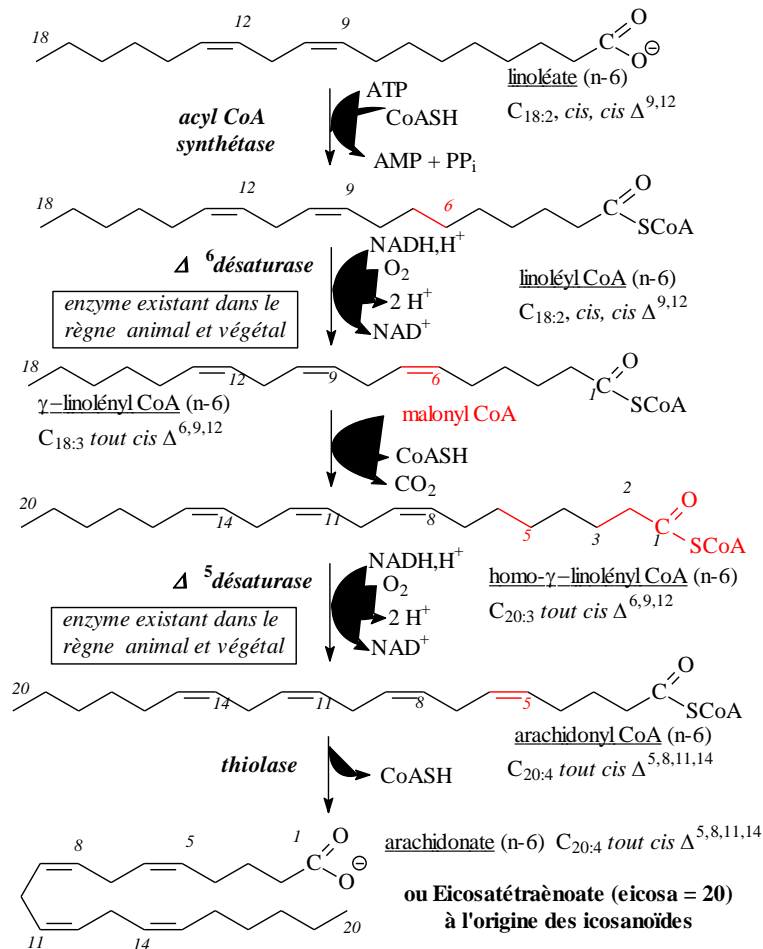 18 12 9
C O
O⊖
linoléate (n-6)
C18:2, cis, cis Δ9,12
acyl CoA
synthétase
ATP
CoASH
AMP + PPi
18 12 9 6
C O
SCoA
linoléyl CoA (n-6)
C18:2, cis, cis Δ9,12
Δ 6désaturase
enzyme existant dans le
règne animal et végétal
NADH,H+
O2
2 H+
NAD+
18 12 9 6 1
C O
SCoA
γ-linolényl CoA (n-6)
C18:3 tout cis Δ6,9,12
malonyl CoA
CoASH
CO2
20 14 11 8 5 3 2 1
C O
SCoA
homo-γ-linolényl CoA (n-6)
C20:3 tout cis Δ6,9,12
Δ 5désaturase
enzyme existant dans le
règne animal et végétal
NADH,H+
O2
2 H+
NAD+
20 14 11 8 5
C O
SCoA
arachidonyl CoA (n-6)
C20:4 tout cis Δ5,8,11,14
thiolase
CoASH
8 5 1
C O
O⊖
11 14 20
arachidonate (n-6) C20:4 tout cis Δ5,8,11,14
ou Eicosatétraènoate (eicosa = 20)
à l'origine des icosanoïdes